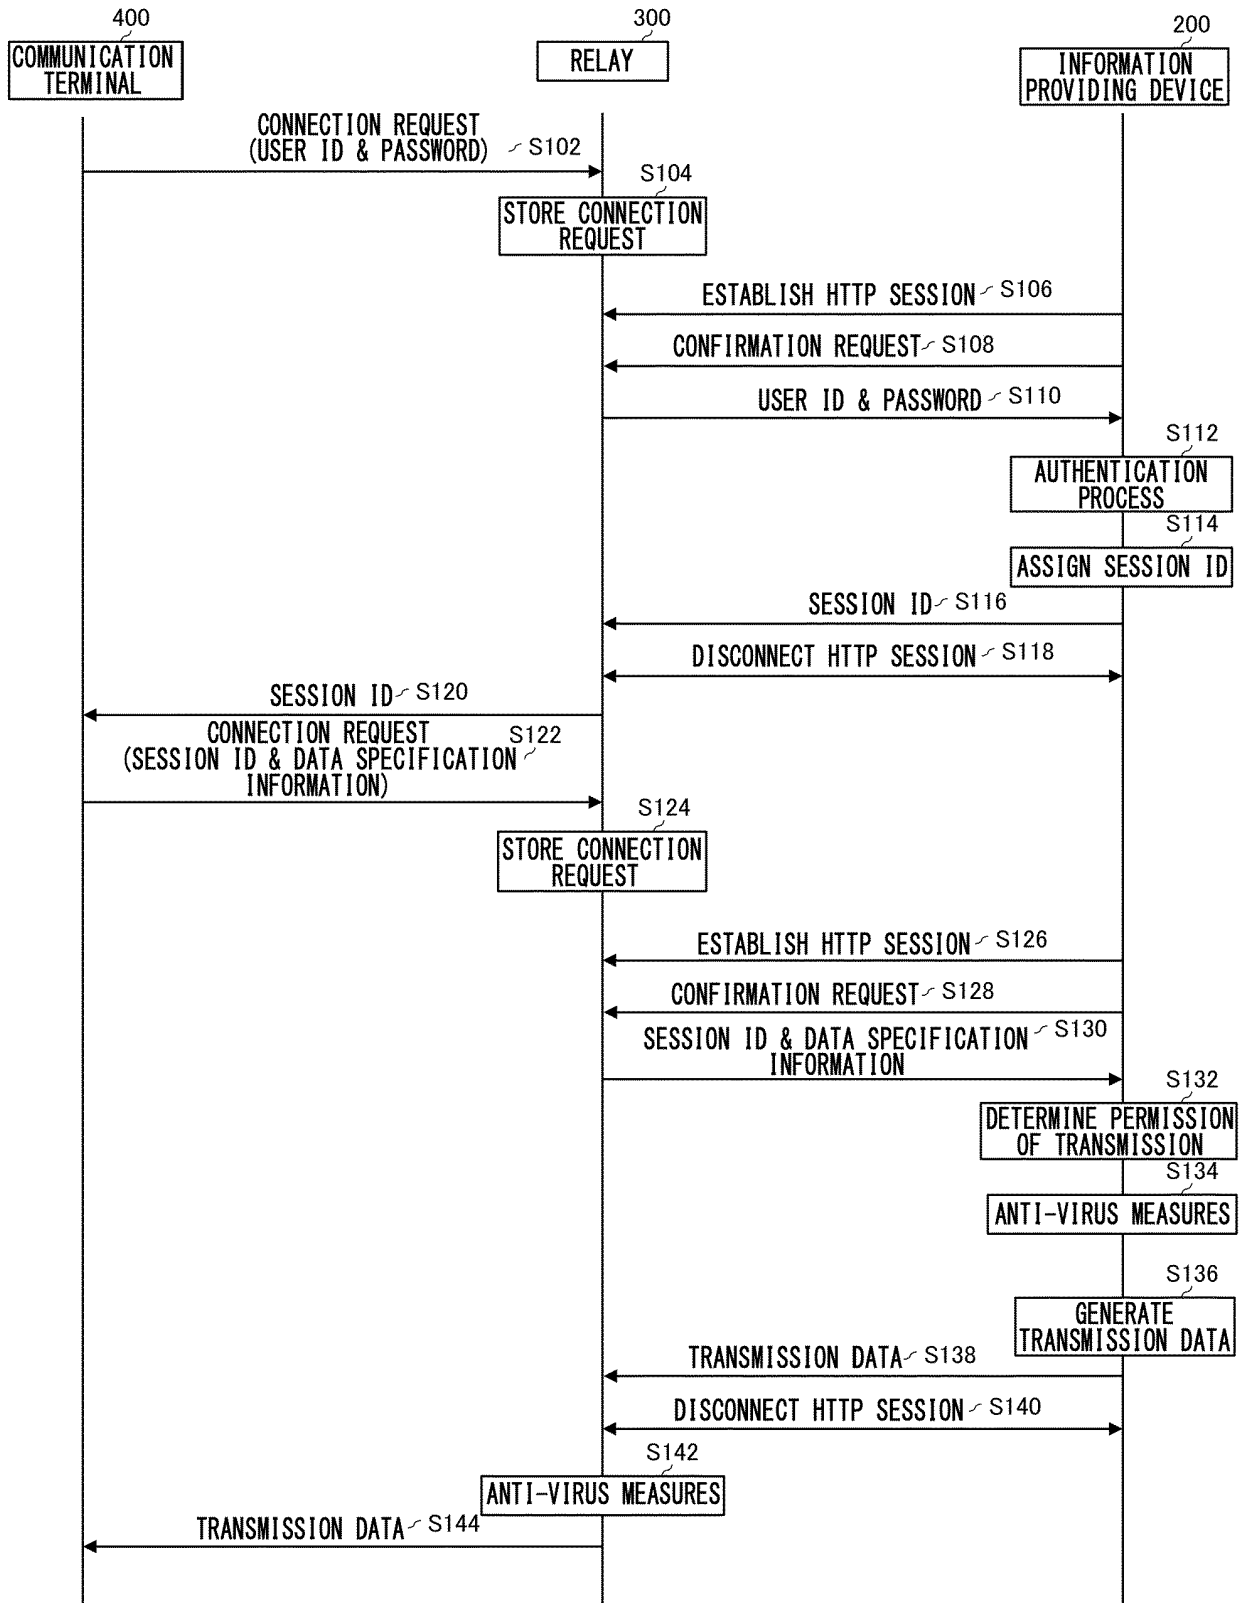 400
300
200
COMMUNICATION
TERMINAL
RELAY
INFORMATION
PROVIDING DEVICE
CONNECTION REQUEST
(USER ID & PASSWORD) S102
S104
STORE CONNECTION
REQUEST
ESTABLISH HTTP SESSION S106
CONFIRMATION REQUEST S108
USER ID & PASSWORD S110
S112
AUTHENTICATION
PROCESS
S114
ASSIGN SESSION ID
SESSION ID S116
DISCONNECT HTTP SESSION S118
SESSION ID S120
CONNECTION REQUEST S122
(SESSION ID & DATA SPECIFICATION
INFORMATION)
S124
STORE CONNECTION
REQUEST
ESTABLISH HTTP SESSION S126
CONFIRMATION REQUEST S128
SESSION ID & DATA SPECIFICATION S130
INFORMATION
S132
DETERMINE PERMISSION
OF TRANSMISSION
S134
ANTI-VIRUS MEASURES
S136
GENERATE
TRANSMISSION DATA
TRANSMISSION DATA S138
DISCONNECT HTTP SESSION S140
S142
ANTI-VIRUS MEASURES
TRANSMISSION DATA S144